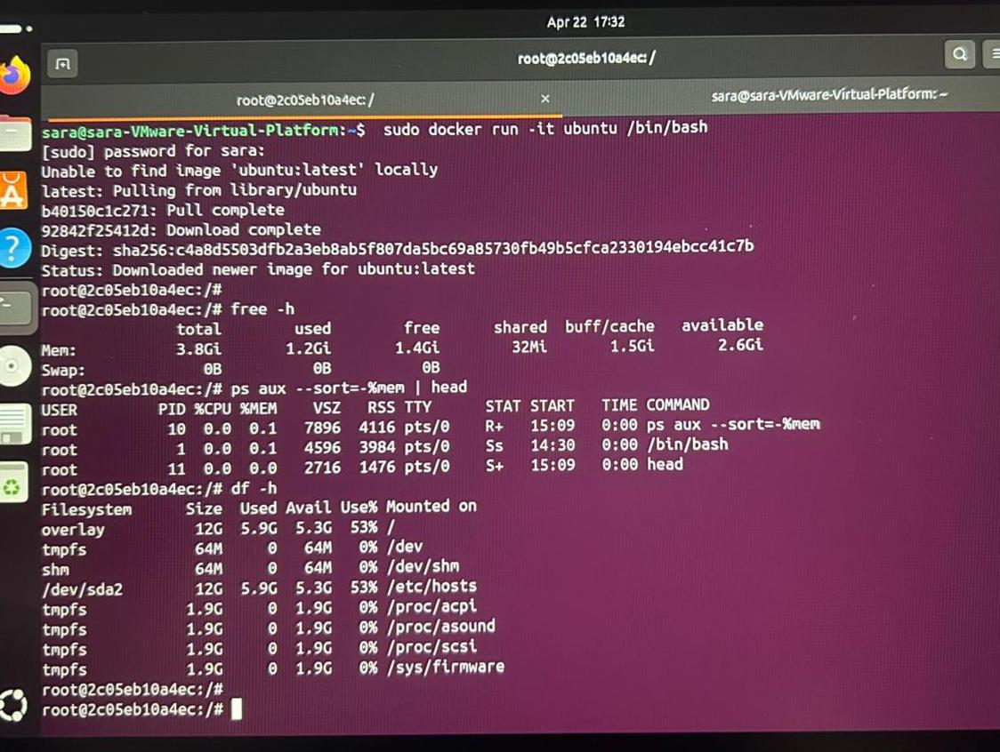 Apr 22 17:32
root@2c05eb10a4ec: /
root@2c05eb10a4ec: / × sara@sara-VMware-Virtual-Platform: ~
sara@sara-VMware-Virtual-Platform:~$ sudo docker run -it ubuntu /bin/bash
[sudo] password for sara:
Unable to find image 'ubuntu:latest' locally
latest: Pulling from library/ubuntu
b40150c1c271: Pull complete
92842f25412d: Download complete
Digest: sha256:c4a8d5503dfb2a3eb8ab5f807da5bc69a85730fb49b5cfca2330194ebcc41c7b
Status: Downloaded newer image for ubuntu:latest
root@2c05eb10a4ec:/#
root@2c05eb10a4ec:/# free -h
total used free shared buff/cache available
Mem: 3.8Gi 1.2Gi 1.4Gi 32Mi 1.5Gi 2.6Gi
Swap: 0B 0B 0B
root@2c05eb10a4ec:/# ps aux --sort=-%mem | head
USER PID %CPU %MEM VSZ RSS TTY STAT START TIME COMMAND
root 10 0.0 0.1 7896 4116 pts/0 R+ 15:09 0:00 ps aux --sort=-%mem
root 1 0.0 0.1 4596 3984 pts/0 Ss 14:30 0:00 /bin/bash
root 11 0.0 0.0 2716 1476 pts/0 S+ 15:09 0:00 head
root@2c05eb10a4ec:/# df -h
Filesystem Size Used Avail Use% Mounted on
overlay 12G 5.9G 5.3G 53% /
tmpfs 64M 0 64M 0% /dev
shm 64M 0 64M 0% /dev/shm
/dev/sda2 12G 5.9G 5.3G 53% /etc/hosts
tmpfs 1.9G 0 1.9G 0% /proc/acpi
tmpfs 1.9G 0 1.9G 0% /proc/asound
tmpfs 1.9G 0 1.9G 0% /proc/scsi
tmpfs 1.9G 0 1.9G 0% /sys/firmware
root@2c05eb10a4ec:/#
root@2c05eb10a4ec:/#